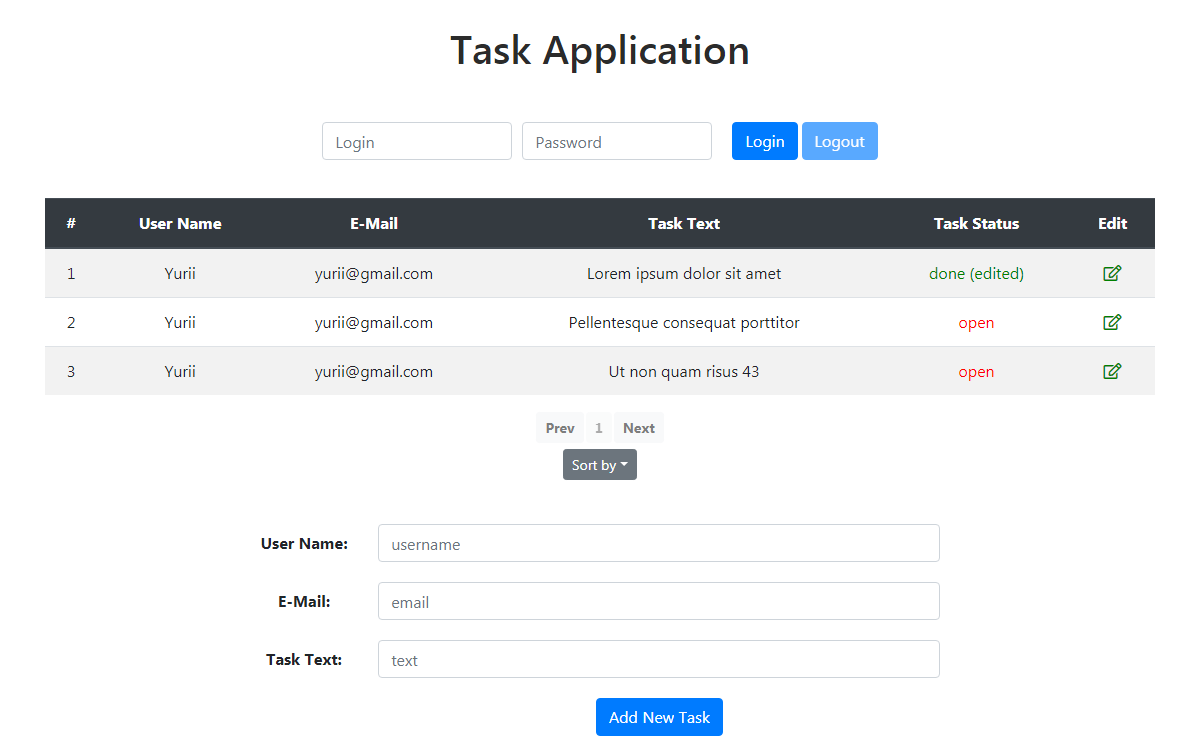 Task Application
Login Password Login Logout
# User Name E-Mail Task Text Task Status Edit
1 Yurii yurii@gmail.com Lorem ipsum dolor sit amet done (edited)
2 Yurii yurii@gmail.com Pellentesque consequat porttitor open
3 Yurii yurii@gmail.com Ut non quam risus 43 open
Prev 1 Next
Sort by
User Name: username
E-Mail: email
Task Text: text
Add New Task